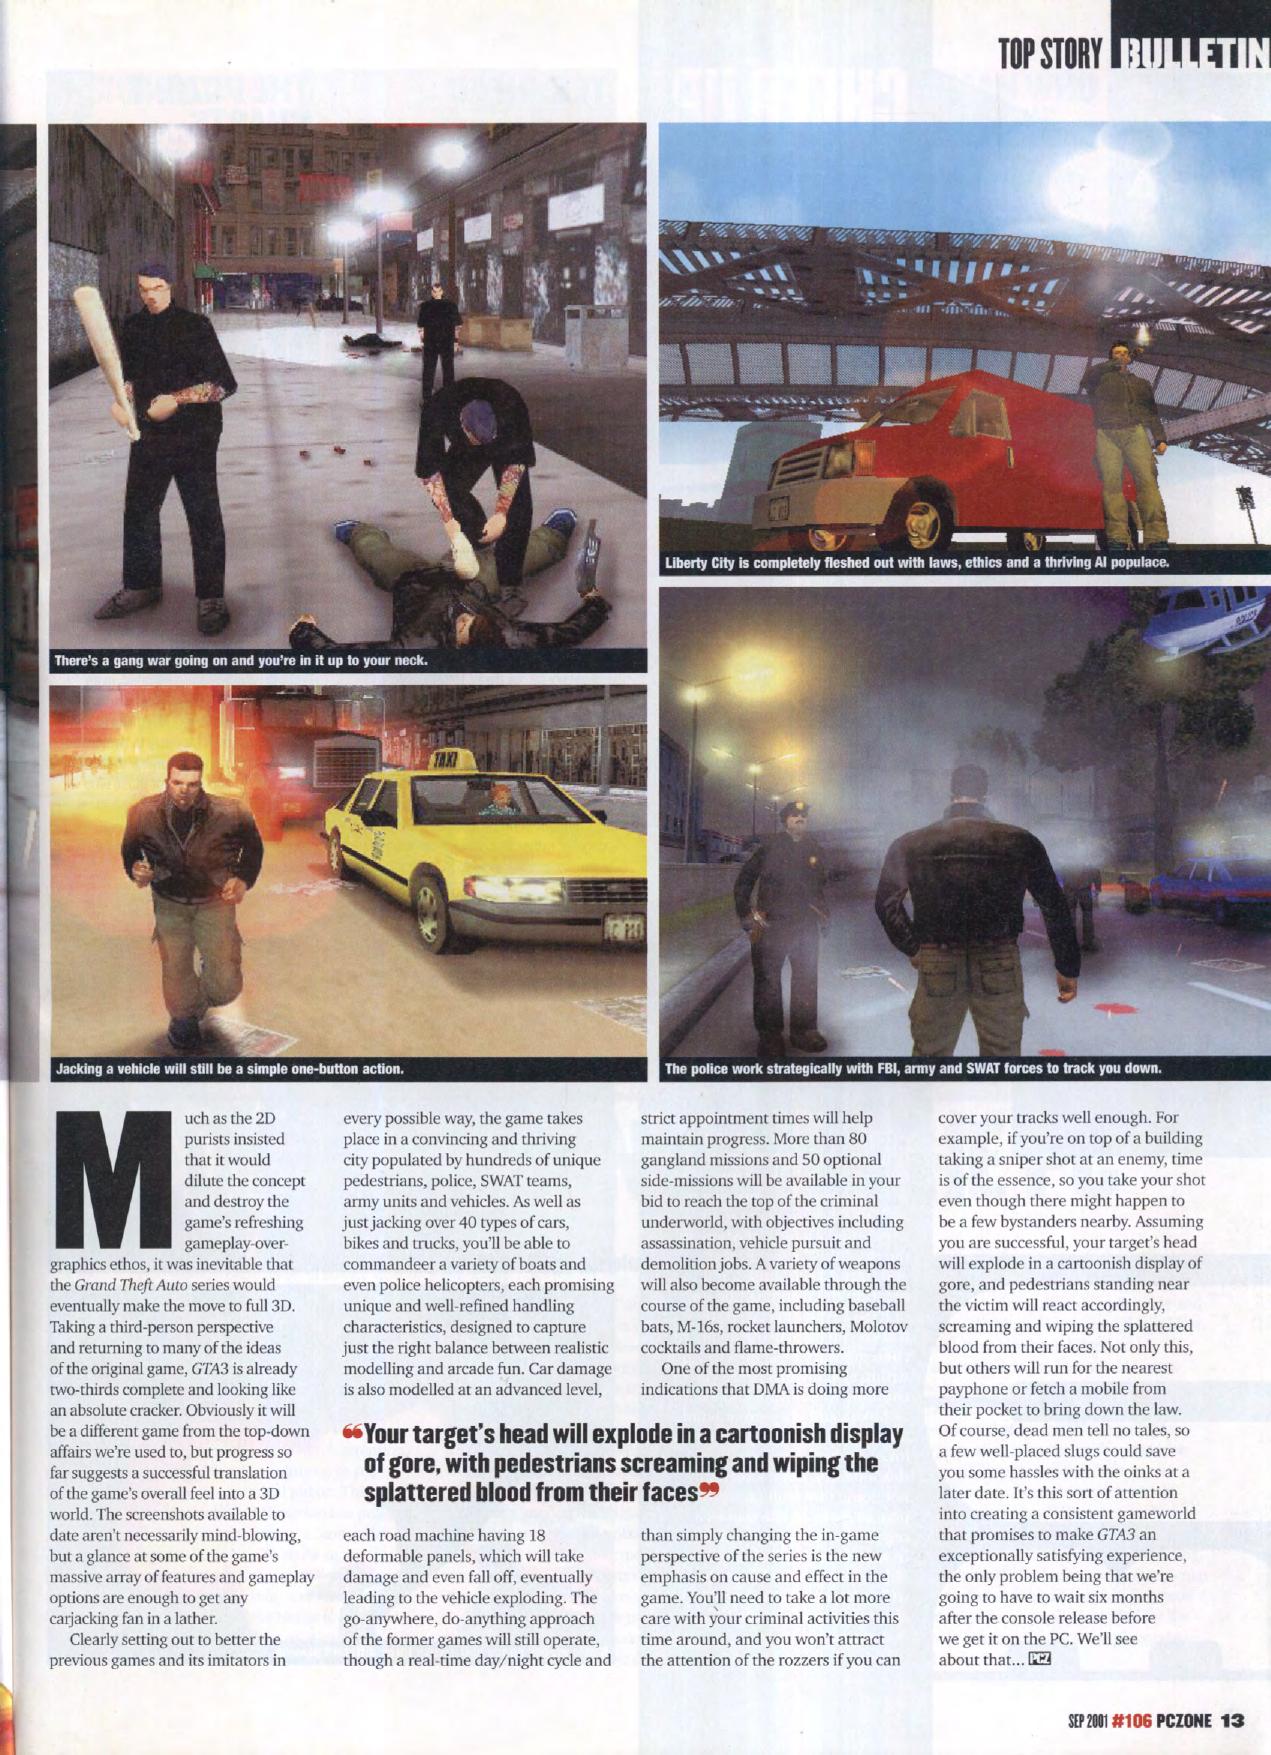 TOP STORY BULLETIN
There's a gang war going on and you're in it up to your neck.
Liberty City is completely fleshed out with laws, ethics and a thriving AI populace.
POLICE
TAXI
Jacking a vehicle will still be a simple one-button action.
The police work strategically with FBI, army and SWAT forces to track you down.
Much as the 2D
purists insisted
that it would
dilute the concept
and destroy the
game's refreshing
gameplay-over-
graphics ethos, it was inevitable that
the Grand Theft Auto series would
eventually make the move to full 3D.
Taking a third-person perspective
and returning to many of the ideas
of the original game, GTA3 is already
two-thirds complete and looking like
an absolute cracker. Obviously it will
be a different game from the top-down
affairs we're used to, but progress so
far suggests a successful translation
of the game's overall feel into a 3D
world. The screenshots available to
date aren't necessarily mind-blowing,
but a glance at some of the game's
massive array of features and gameplay
options are enough to get any
carjacking fan in a lather.
Clearly setting out to better the
previous games and its imitators in
every possible way, the game takes
place in a convincing and thriving
city populated by hundreds of unique
pedestrians, police, SWAT teams,
army units and vehicles. As well as
just jacking over 40 types of cars,
bikes and trucks, you'll be able to
commandeer a variety of boats and
even police helicopters, each promising
unique and well-refined handling
characteristics, designed to capture
just the right balance between realistic
modelling and arcade fun. Car damage
is also modelled at an advanced level,
each road machine having 18
deformable panels, which will take
damage and even fall off, eventually
leading to the vehicle exploding. The
go-anywhere, do-anything approach
of the former games will still operate,
though a real-time day/night cycle and
strict appointment times will help
maintain progress. More than 80
gangland missions and 50 optional
side-missions will be available in your
bid to reach the top of the criminal
underworld, with objectives including
assassination, vehicle pursuit and
demolition jobs. A variety of weapons
will also become available through the
course of the game, including baseball
bats, M-16s, rocket launchers, Molotov
cocktails and flame-throwers.
One of the most promising
indications that DMA is doing more
than simply changing the in-game
perspective of the series is the new
emphasis on cause and effect in the
game. You'll need to take a lot more
care with your criminal activities this
time around, and you won't attract
the attention of the rozzers if you can
cover your tracks well enough. For
example, if you're on top of a building
taking a sniper shot at an enemy, time
is of the essence, so you take your shot
even though there might happen to
be a few bystanders nearby. Assuming
you are successful, your target's head
will explode in a cartoonish display of
gore, and pedestrians standing near
the victim will react accordingly,
screaming and wiping the splattered
blood from their faces. Not only this,
but others will run for the nearest
payphone or fetch a mobile from
their pocket to bring down the law.
Of course, dead men tell no tales, so
a few well-placed slugs could save
you some hassles with the oinks at a
later date. It's this sort of attention
into creating a consistent gameworld
that promises to make GTA3 an
exceptionally satisfying experience,
the only problem being that we're
going to have to wait six months
after the console release before
we get it on the PC. We'll see
about that... PCZ
“Your target's head will explode in a cartoonish display
of gore, with pedestrians screaming and wiping the
splattered blood from their faces”
SEP 2001 #106 PCZONE 13